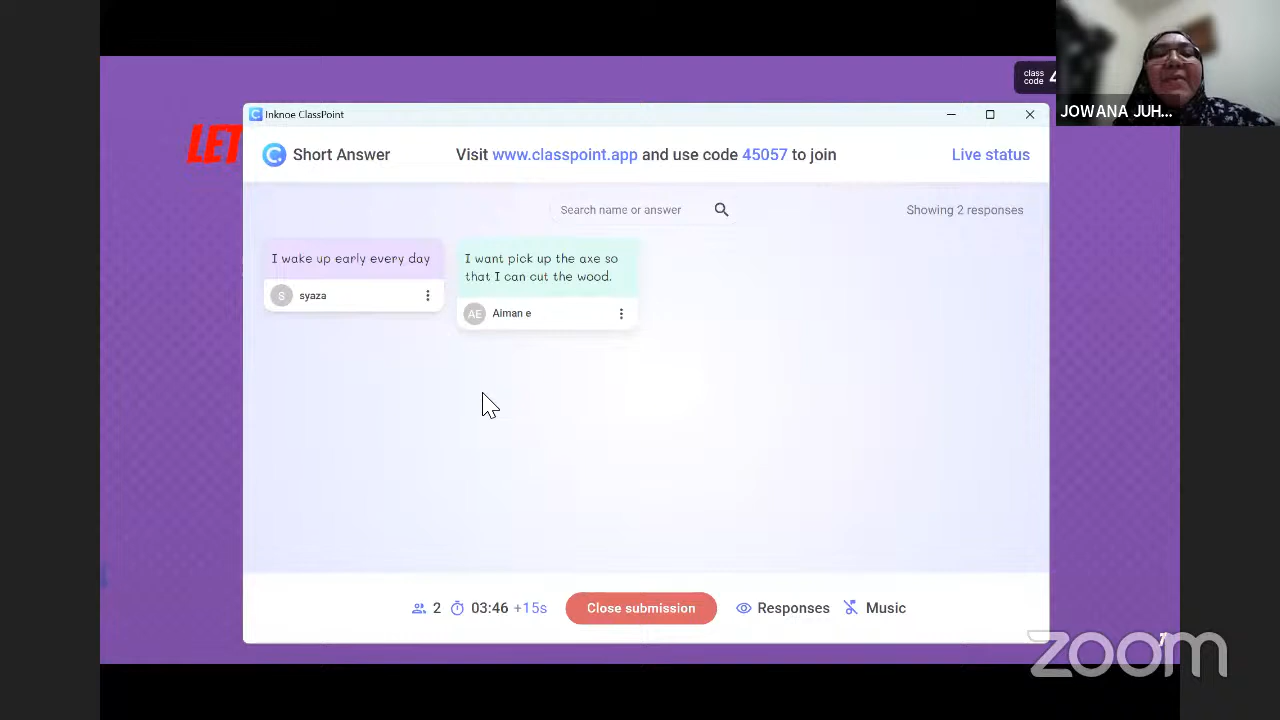 class
code
JOWANA JUH...
Inknoe ClassPoint
LET
Short Answer
Visit www.classpoint.app and use code 45057 to join
Live status
Search name or answer
Showing 2 responses
I wake up early every day
S
syaza
I want pick up the axe so
that I can cut the wood.
AE
Aiman e
2
03:46
+15s
Close submission
Responses
Music
zoom